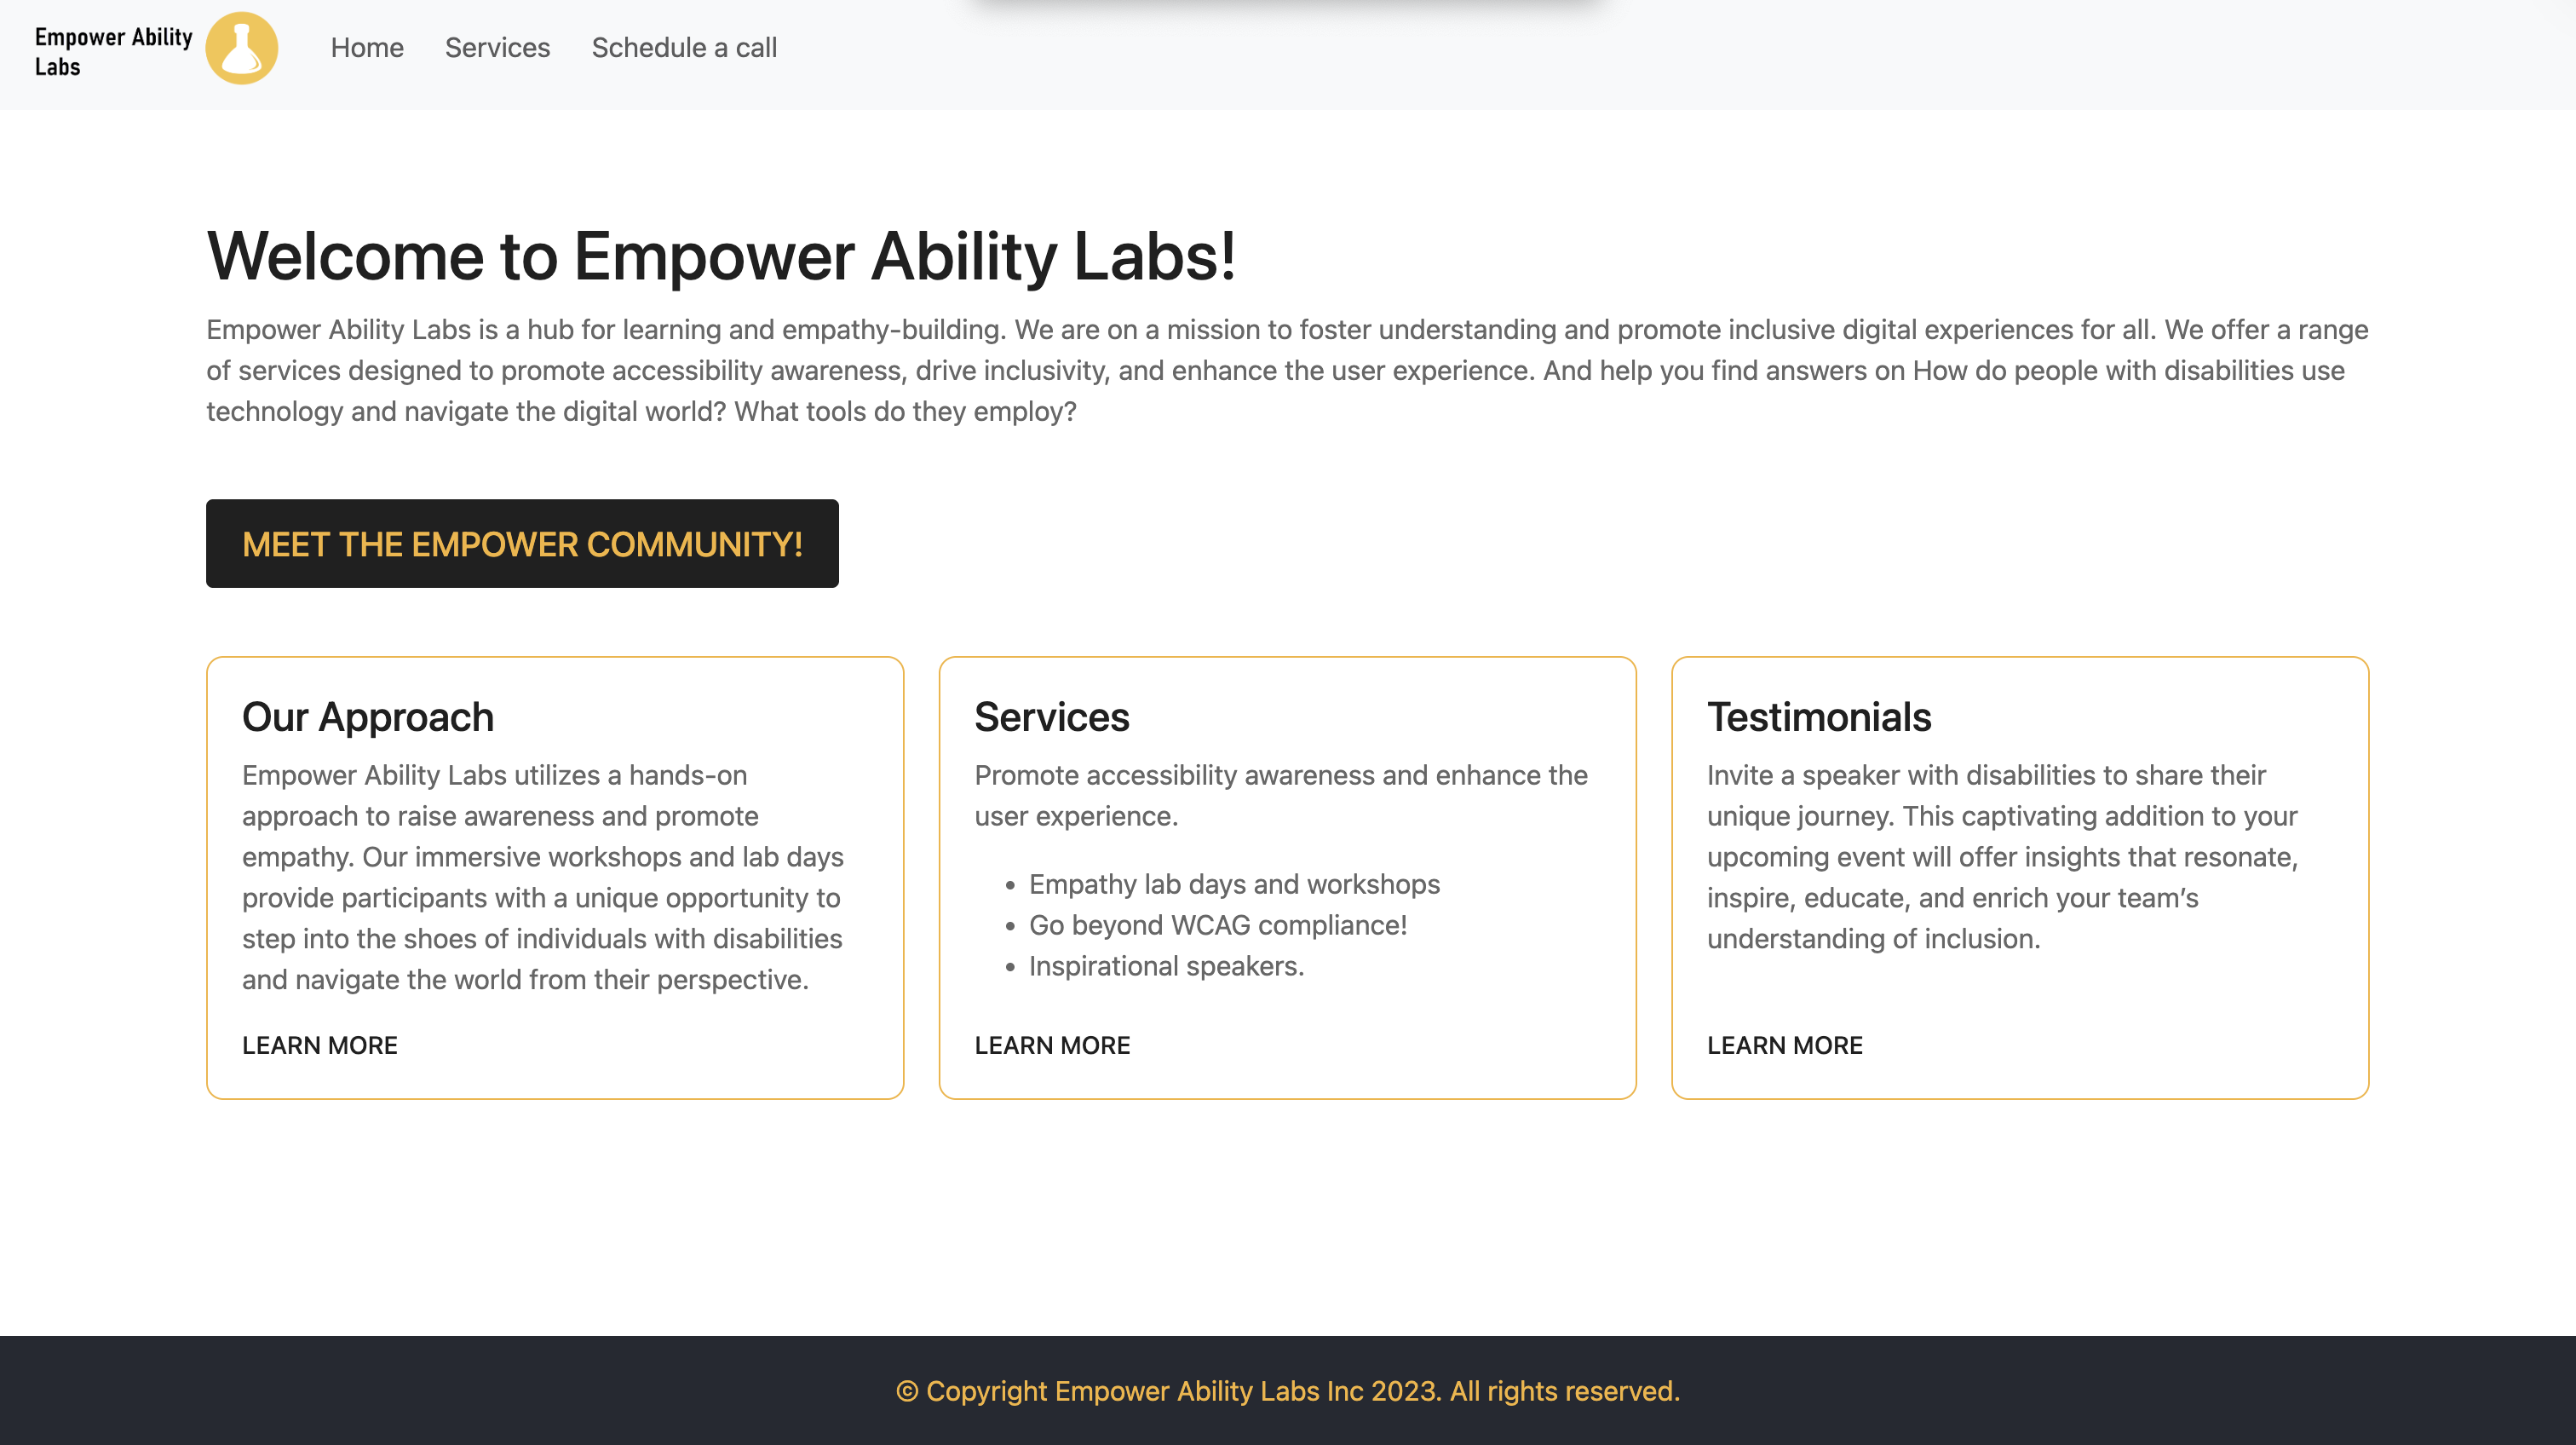 Empower Ability
Labs
Home
Services
Schedule a call
Welcome to Empower Ability Labs!
Empower Ability Labs is a hub for learning and empathy-building. We are on a mission to foster understanding and promote inclusive digital experiences for all. We offer a range
of services designed to promote accessibility awareness, drive inclusivity, and enhance the user experience. And help you find answers on How do people with disabilities use
technology and navigate the digital world? What tools do they employ?
MEET THE EMPOWER COMMUNITY!
Our Approach
Empower Ability Labs utilizes a hands-on
approach to raise awareness and promote
empathy. Our immersive workshops and lab days
provide participants with a unique opportunity to
step into the shoes of individuals with disabilities
and navigate the world from their perspective.
LEARN MORE
Services
Promote accessibility awareness and enhance the
user experience.
• Empathy lab days and workshops
• Go beyond WCAG compliance!
• Inspirational speakers.
LEARN MORE
Testimonials
Invite a speaker with disabilities to share their
unique journey. This captivating addition to your
upcoming event will offer insights that resonate,
inspire, educate, and enrich your team’s
understanding of inclusion.
LEARN MORE
© Copyright Empower Ability Labs Inc 2023. All rights reserved.